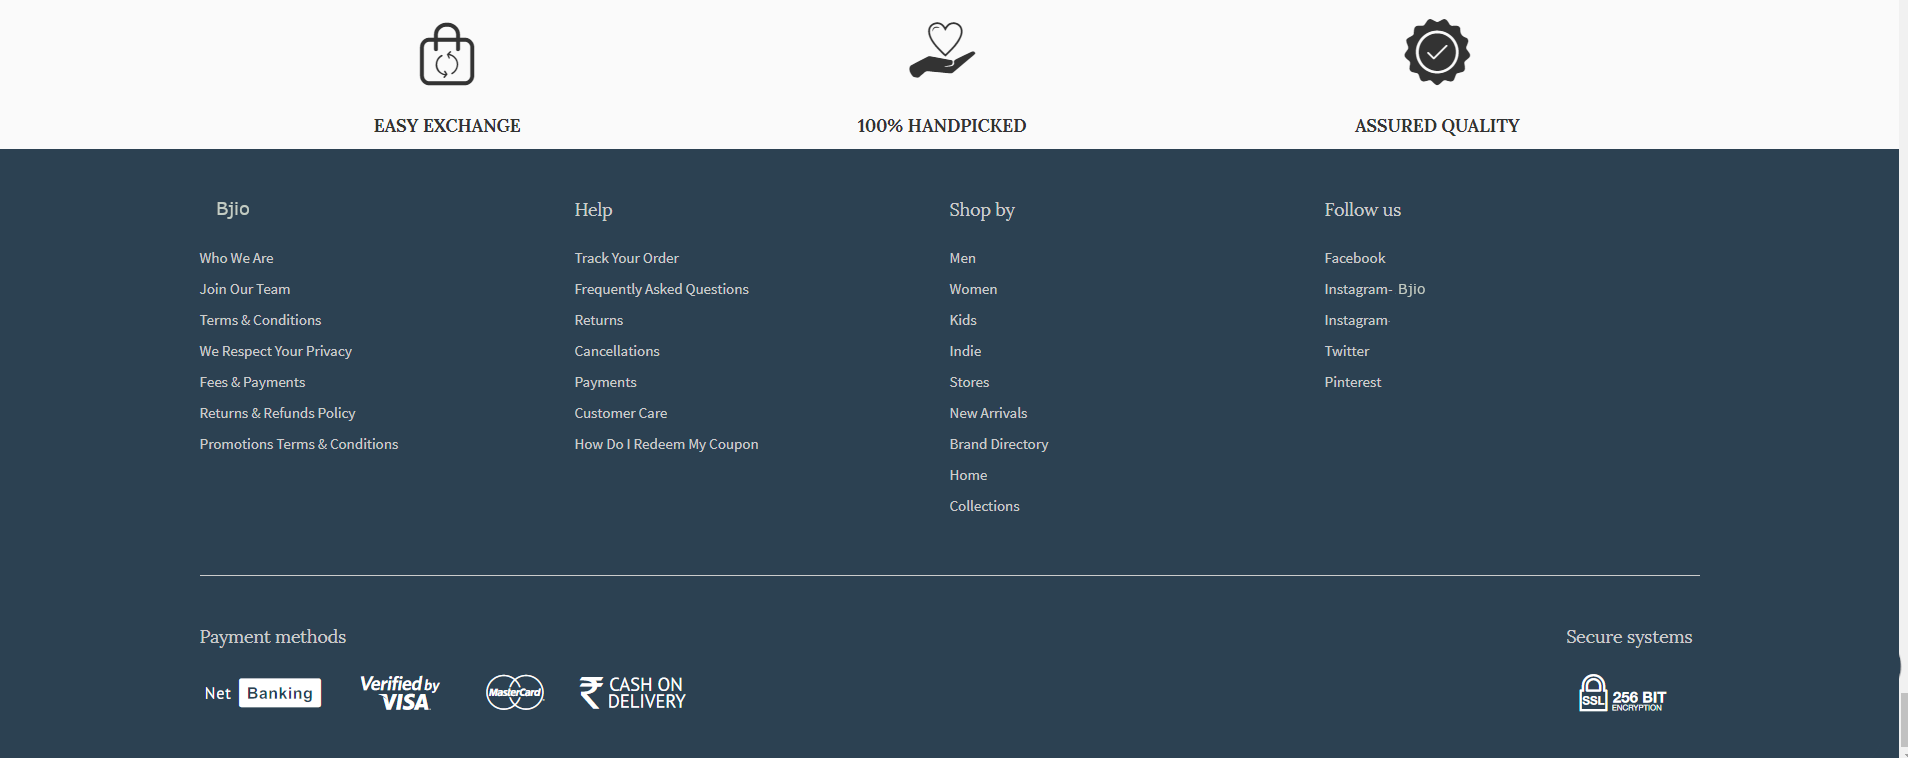 EASY EXCHANGE
100% HANDPICKED
ASSURED QUALITY
Bjio
Who We Are
Join Our Team
Terms & Conditions
We Respect Your Privacy
Fees & Payments
Returns & Refunds Policy
Promotions Terms & Conditions
Help
Track Your Order
Frequently Asked Questions
Returns
Cancellations
Payments
Customer Care
How Do I Redeem My Coupon
Shop by
Men
Women
Kids
Indie
Stores
New Arrivals
Brand Directory
Home
Collections
Follow us
Facebook
Instagram- Bjio
Instagram-
Twitter
Pinterest
Payment methods
Net Banking
Verified by
VISA
MasterCard
₹ CASH ON
DELIVERY
Secure systems
SSL 256 BIT
ENCRYPTION